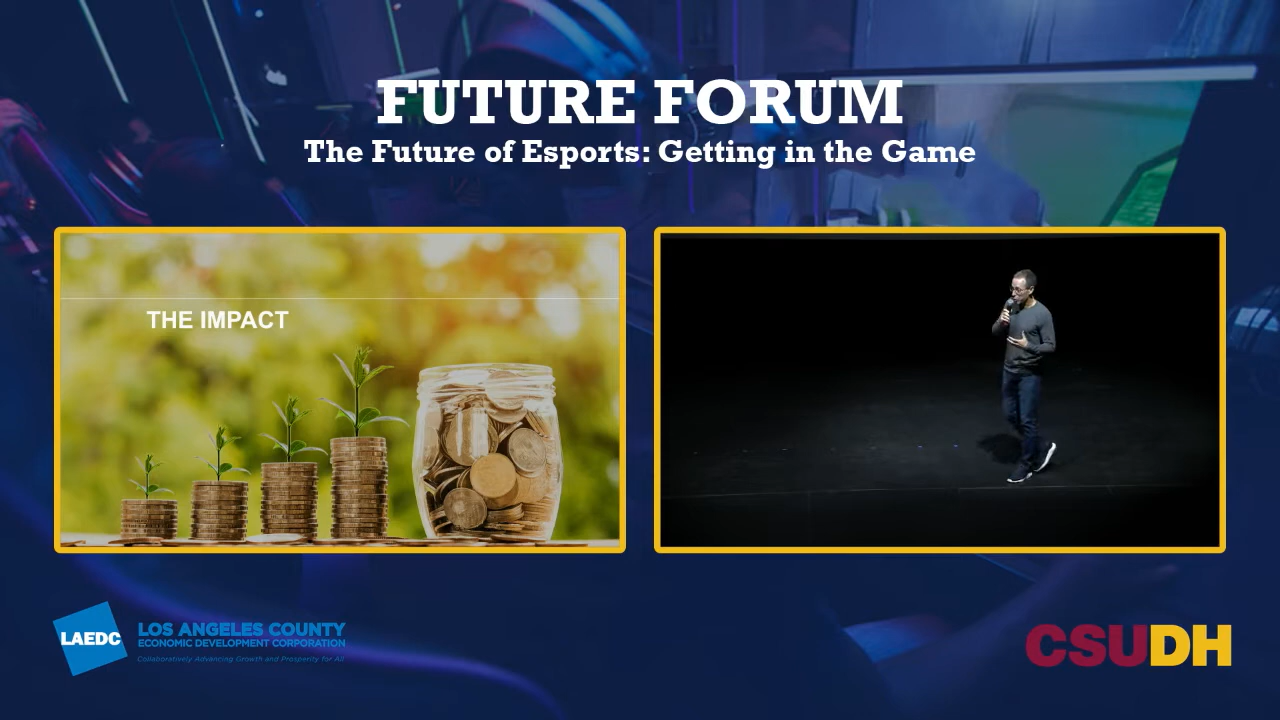 FUTURE FORUM
The Future of Esports: Getting in the Game
THE IMPACT
LAEDC
LOS ANGELES COUNTY
ECONOMIC DEVELOPMENT CORPORATION
Collaboratively Advancing Growth and Prosperity for All
CSUDH